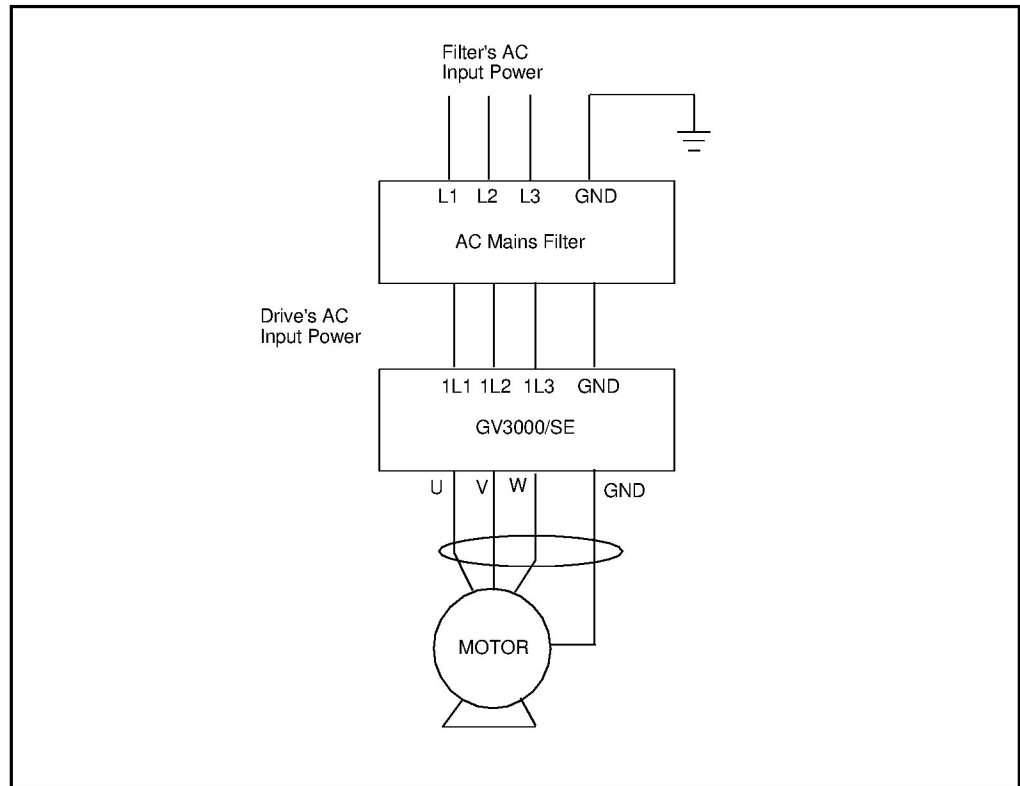 Filter's AC
Input Power
L1 L2 L3 GND
AC Mains Filter
Drive's AC
Input Power
1L1 1L2 1L3 GND
GV3000/SE
U V W GND
MOTOR